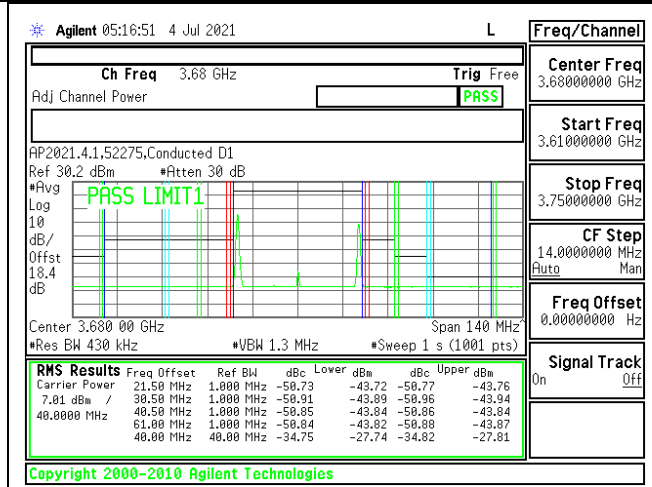 Agilent 05:16:51 4 Jul 2021 L
Ch Freq 3.68 GHz Trig Free
Adj Channel Power PASS
AP2021.4.1,52275,Conducted D1
Ref 30.2 dBm #Atten 30 dB
#Avg
Log
10
dB/
Offst
18.4
dB
PASS LIMIT1
Center 3.680 00 GHz Span 140 MHz^
#Res BW 430 kHz #VBW 1.3 MHz #Sweep 1 s (1001 pts)
RMS Results Freq Offset Ref BW dBc Lower dBm dBc Upper dBm
Carrier Power 21.50 MHz 1.000 MHz -50.73 -43.72 -50.77 -43.76
7.01 dBm / 30.50 MHz 1.000 MHz -50.91 -43.89 -50.96 -43.94
40.0000 MHz 40.50 MHz 1.000 MHz -50.85 -43.84 -50.86 -43.84
61.00 MHz 1.000 MHz -50.84 -43.82 -50.88 -43.87
40.00 MHz 40.00 MHz -34.75 -27.74 -34.82 -27.81
Copyright 2000-2010 Agilent Technologies
Freq/Channel
Center Freq
3.68000000 GHz
Start Freq
3.61000000 GHz
Stop Freq
3.75000000 GHz
CF Step
14.0000000 MHz
Auto Man
Freq Offset
0.00000000 Hz
Signal Track
On Off